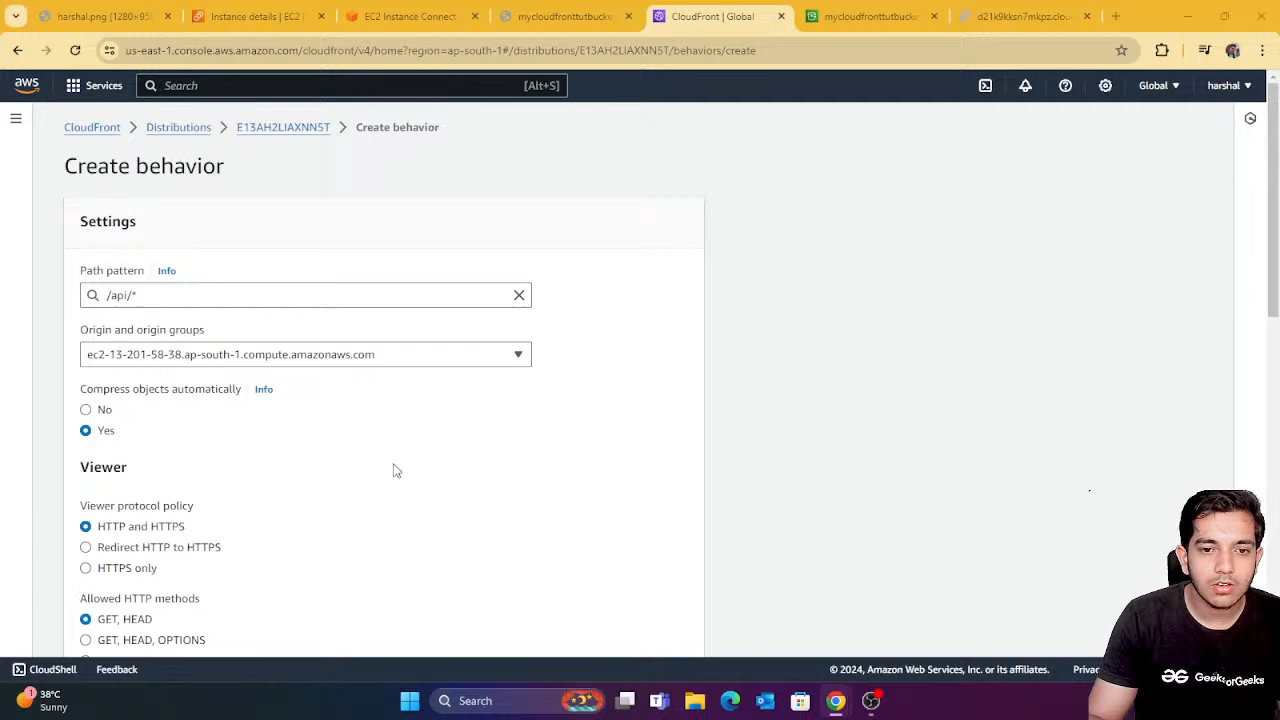 harshal.png (1280×95
Instance details | EC2 |
EC2 Instance Connect
mycloudfronttutbucke
CloudFront | Global
mycloudfronttutbucke
d21k9kksn7mkpz.clou
us-east-1.console.aws.amazon.com/cloudfront/v4/home?region=ap-south-1#/distributions/E13AH2LIAXNN5T/behaviors/create
aws
Services
Search
[Alt+S]
Global
harshal
CloudFront
Distributions
E13AH2LIAXNN5T
Create behavior
Create behavior
Settings
Path pattern
Info
/api/*
Origin and origin groups
ec2-13-201-58-38.ap-south-1.compute.amazonaws.com
Compress objects automatically
Info
No
Yes
Viewer
Viewer protocol policy
HTTP and HTTPS
Redirect HTTP to HTTPS
HTTPS only
Allowed HTTP methods
GET, HEAD
GET, HEAD, OPTIONS
CloudShell
Feedback
© 2024, Amazon Web Services, Inc. or its affiliates.
Privac
GeeksforGeeks
1
38°C
Sunny
Search